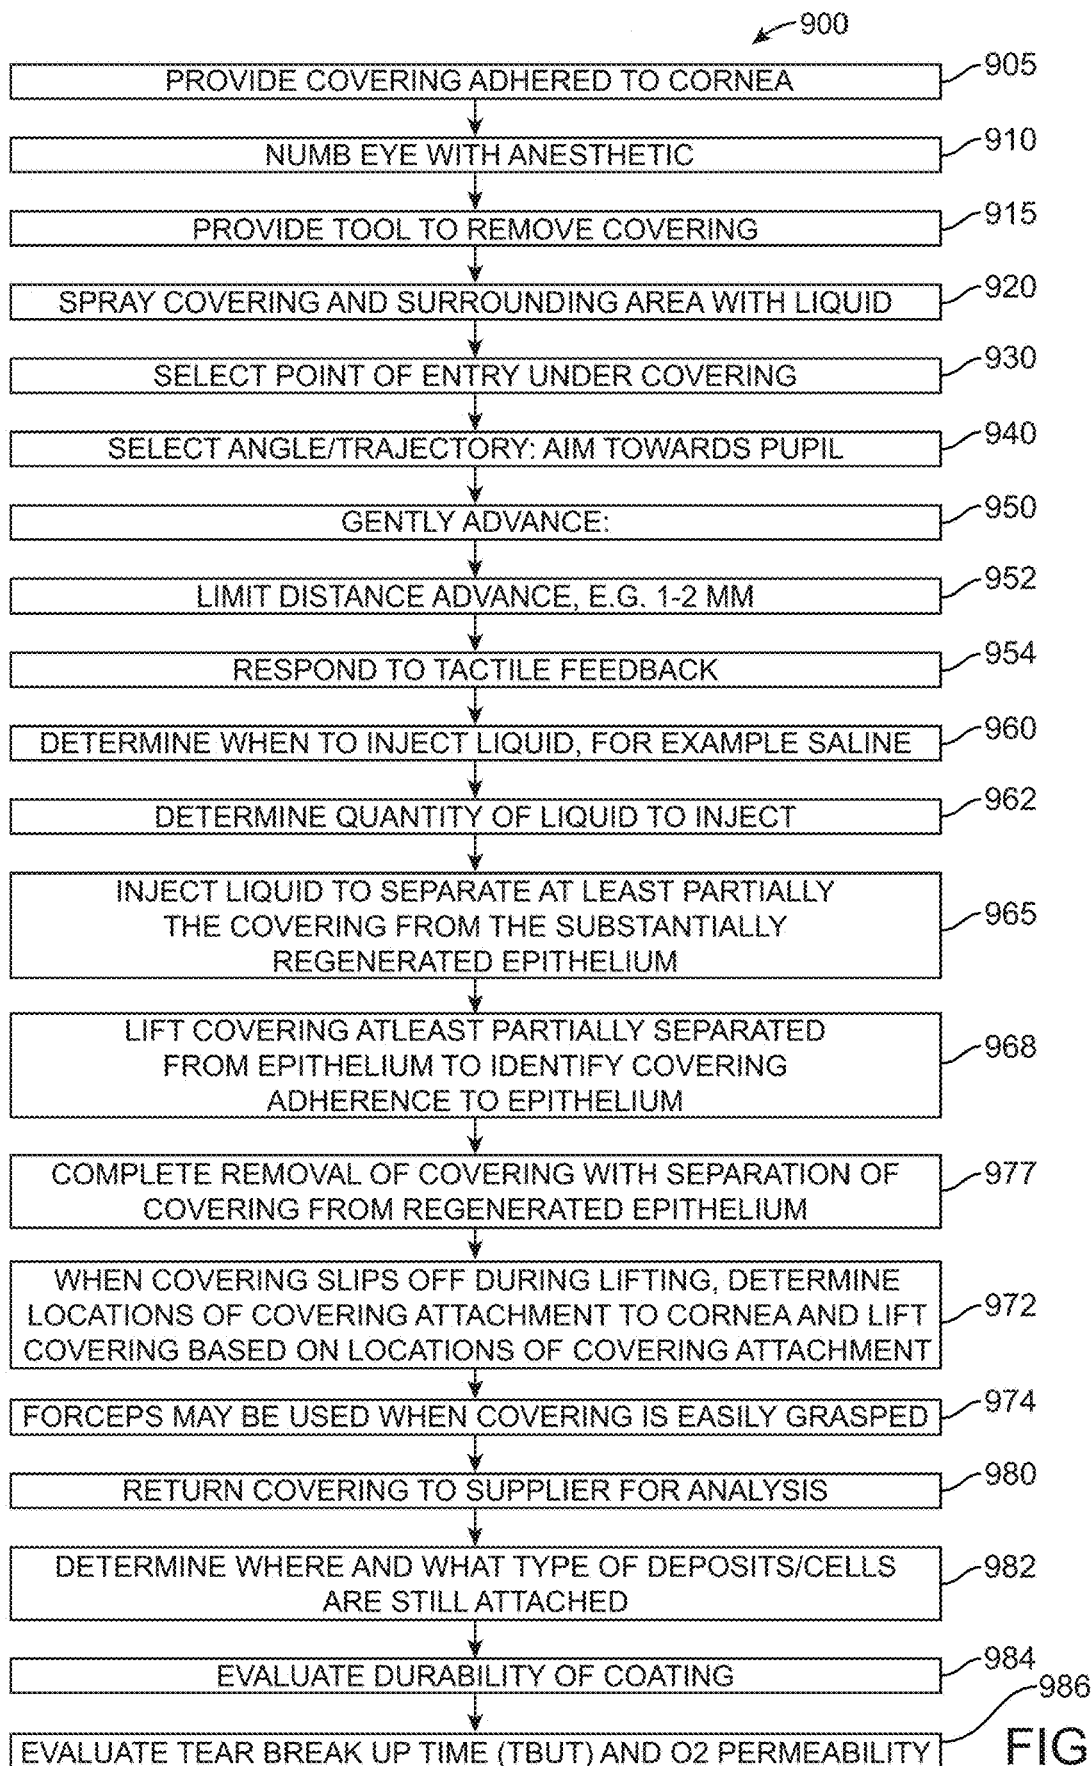 900
PROVIDE COVERING ADHERED TO CORNEA
905
NUMB EYE WITH ANESTHETIC
910
PROVIDE TOOL TO REMOVE COVERING
915
SPRAY COVERING AND SURROUNDING AREA WITH LIQUID
920
SELECT POINT OF ENTRY UNDER COVERING
930
SELECT ANGLE/TRAJECTORY: AIM TOWARDS PUPIL
940
GENTLY ADVANCE:
950
LIMIT DISTANCE ADVANCE, E.G. 1-2 MM
952
RESPOND TO TACTILE FEEDBACK
954
DETERMINE WHEN TO INJECT LIQUID, FOR EXAMPLE SALINE
960
DETERMINE QUANTITY OF LIQUID TO INJECT
962
INJECT LIQUID TO SEPARATE AT LEAST PARTIALLY
THE COVERING FROM THE SUBSTANTIALLY
REGENERATED EPITHELIUM
965
LIFT COVERING ATLEAST PARTIALLY SEPARATED
FROM EPITHELIUM TO IDENTIFY COVERING
ADHERENCE TO EPITHELIUM
968
COMPLETE REMOVAL OF COVERING WITH SEPARATION OF
COVERING FROM REGENERATED EPITHELIUM
977
WHEN COVERING SLIPS OFF DURING LIFTING, DETERMINE
LOCATIONS OF COVERING ATTACHMENT TO CORNEA AND LIFT
COVERING BASED ON LOCATIONS OF COVERING ATTACHMENT
972
FORCEPS MAY BE USED WHEN COVERING IS EASILY GRASPED
974
RETURN COVERING TO SUPPLIER FOR ANALYSIS
980
DETERMINE WHERE AND WHAT TYPE OF DEPOSITS/CELLS
ARE STILL ATTACHED
982
EVALUATE DURABILITY OF COATING
984
EVALUATE TEAR BREAK UP TIME (TBUT) AND O2 PERMEABILITY
986
FIG